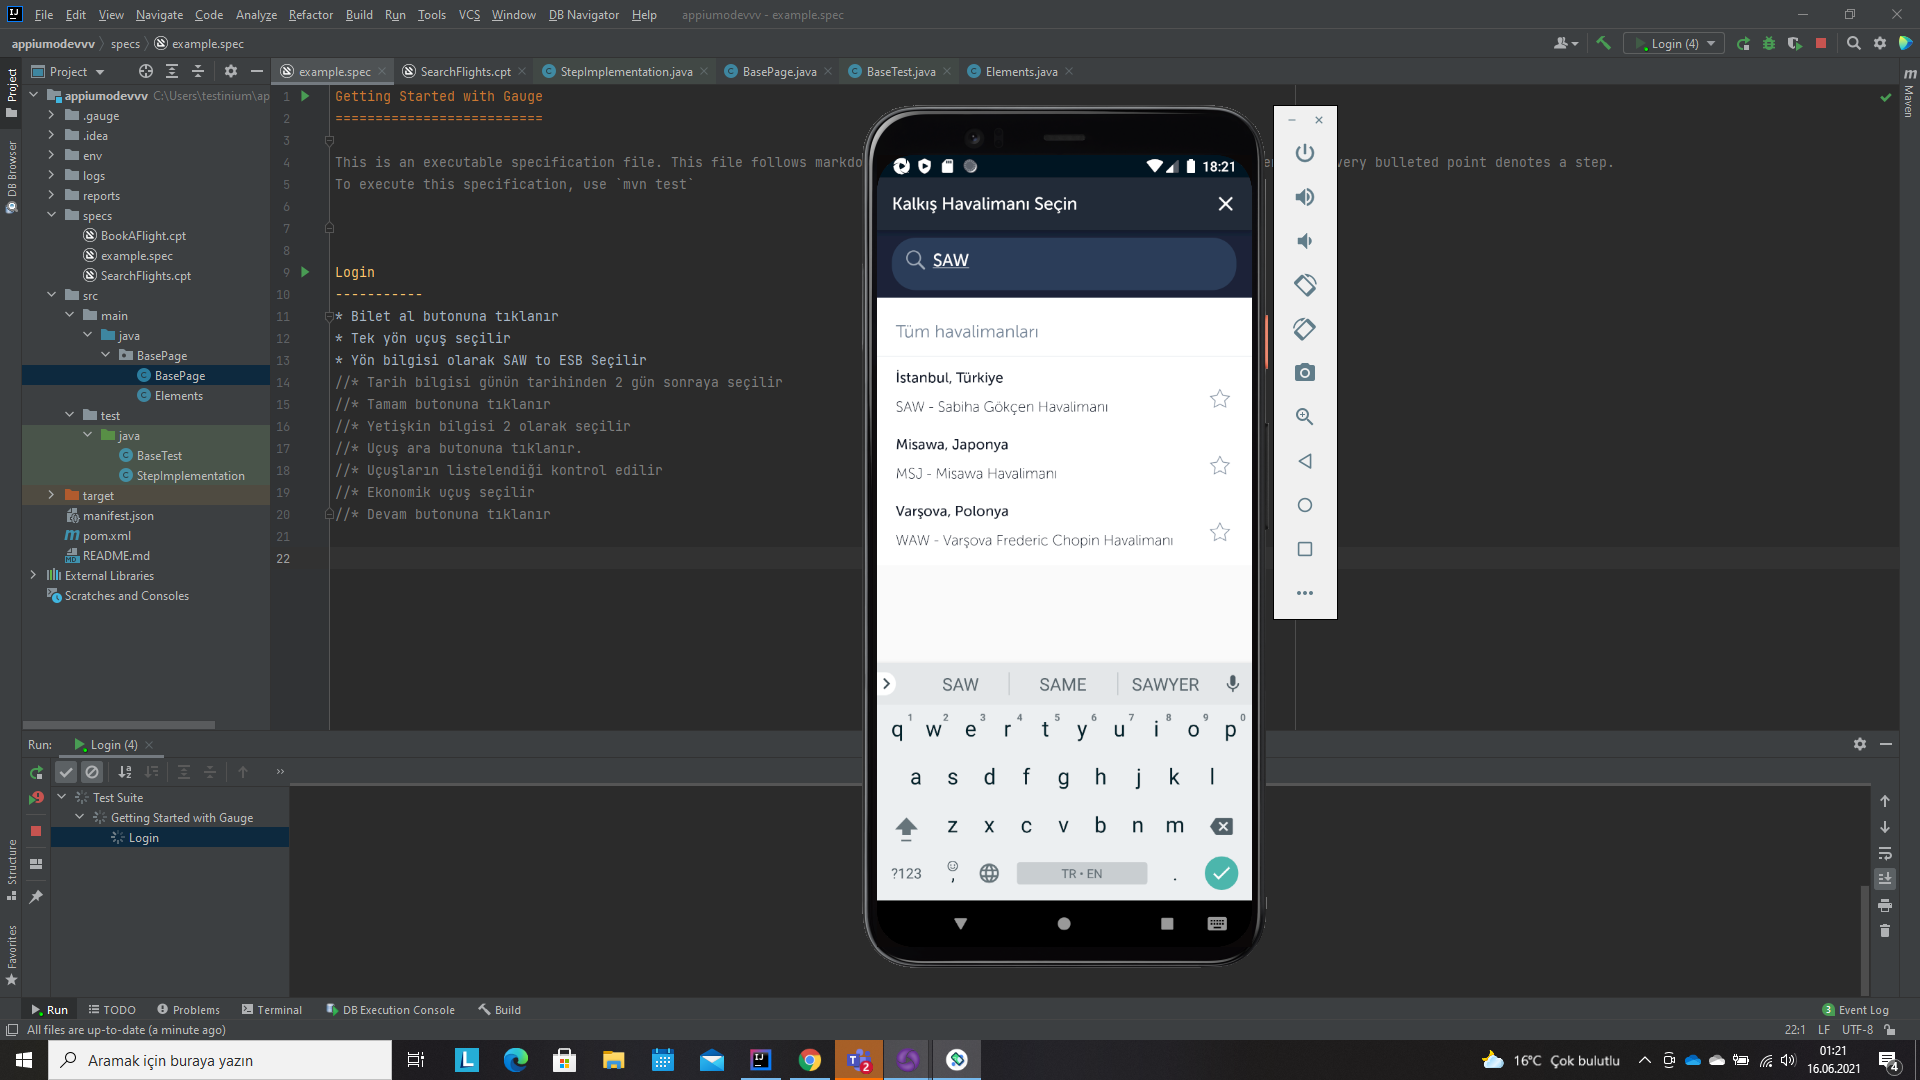 File Edit View Navigate Code Analyze Refactor Build Run Tools VCS Window DB Navigator Help appiumodevvv - example.spec
appiumodevvv specs example.spec
Login (4)
Project
example.spec SearchFlights.cpt StepImplementation.java BasePage.java BaseTest.java Elements.java
Project
DB Browser
Structure
Favorites
Maven
appiumodevvv C:\Users\testinium\ap
.gauge
.idea
env
logs
reports
specs
BookAFlight.cpt
example.spec
SearchFlights.cpt
src
main
java
BasePage
BasePage
Elements
test
java
BaseTest
StepImplementation
target
manifest.json
pom.xml
README.md
External Libraries
Scratches and Consoles
1 Getting Started with Gauge
2 ==========================
3
4 This is an executable specification file. This file follows markdo very bulleted point denotes a step.
5 To execute this specification, use `mvn test`
6
7
8
9 Login
10 -----------
11 * Bilet al butonuna tıklanır
12 * Tek yön uçuş seçilir
13 * Yön bilgisi olarak SAW to ESB Seçilir
14 //* Tarih bilgisi günün tarihinden 2 gün sonraya seçilir
15 //* Tamam butonuna tıklanır
16 //* Yetişkin bilgisi 2 olarak seçilir
17 //* Uçuş ara butonuna tıklanır.
18 //* Uçuşların listelendiği kontrol edilir
19 //* Ekonomik uçuş seçilir
20 //* Devam butonuna tıklanır
21
22
18:21
Kalkış Havalimanı Seçin
SAW
Tüm havalimanları
İstanbul, Türkiye
SAW - Sabiha Gökçen Havalimanı
Misawa, Japonya
MSJ - Misawa Havalimanı
Varşova, Polonya
WAW - Varşova Frederic Chopin Havalimanı
SAW SAME SAWYER
1 2 3 4 5 6 7 8 9 0
q w e r t y u i o p
a s d f g h j k l
z x c v b n m
?123 , TR • EN .
Run: Login (4)
Test Suite
Getting Started with Gauge
Login
Run TODO Problems Terminal DB Execution Console Build 3 Event Log
All files are up-to-date (a minute ago) 22:1 LF UTF-8
Aramak için buraya yazın
L
2
16°C Çok bulutlu
01:21
16.06.2021
4